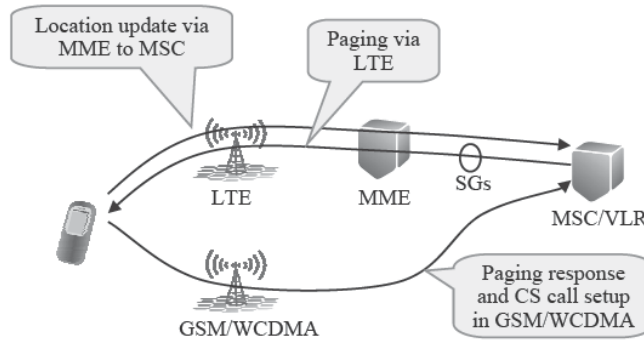 Location update via
MME to MSC
Paging via
LTE
LTE
MME
SGs
MSC/VLR
GSM/WCDMA
Paging response
and CS call setup
in GSM/WCDMA